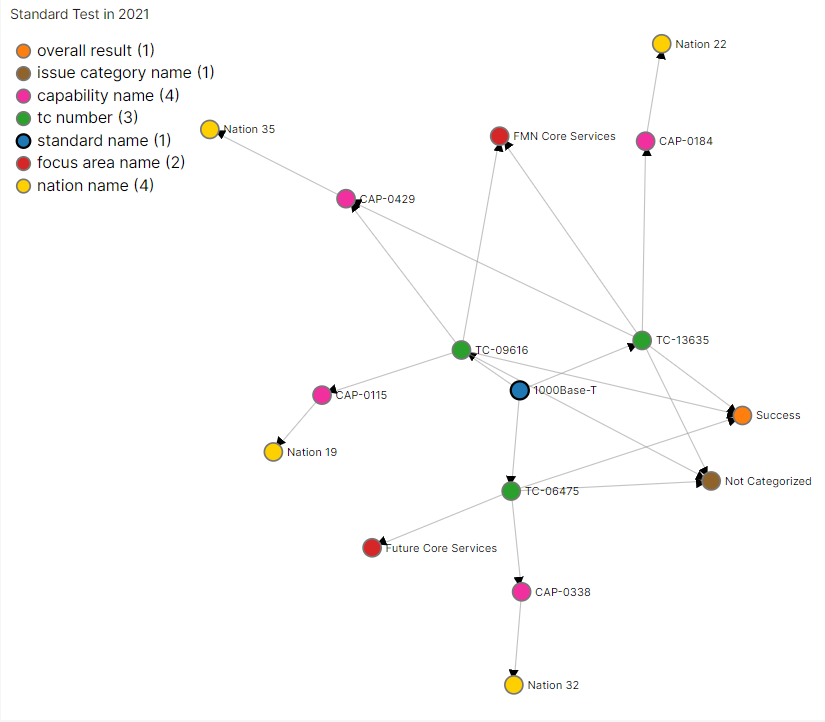 Standard Test in 2021
overall result (1)
issue category name (1)
capability name (4)
tc number (3)
standard name (1)
focus area name (2)
nation name (4)
Nation 22
Nation 35
FMN Core Services
CAP-0184
CAP-0429
TC-13635
TC-09616
1000Base-T
CAP-0115
Success
Nation 19
Not Categorized
TC-06475
Future Core Services
CAP-0338
Nation 32